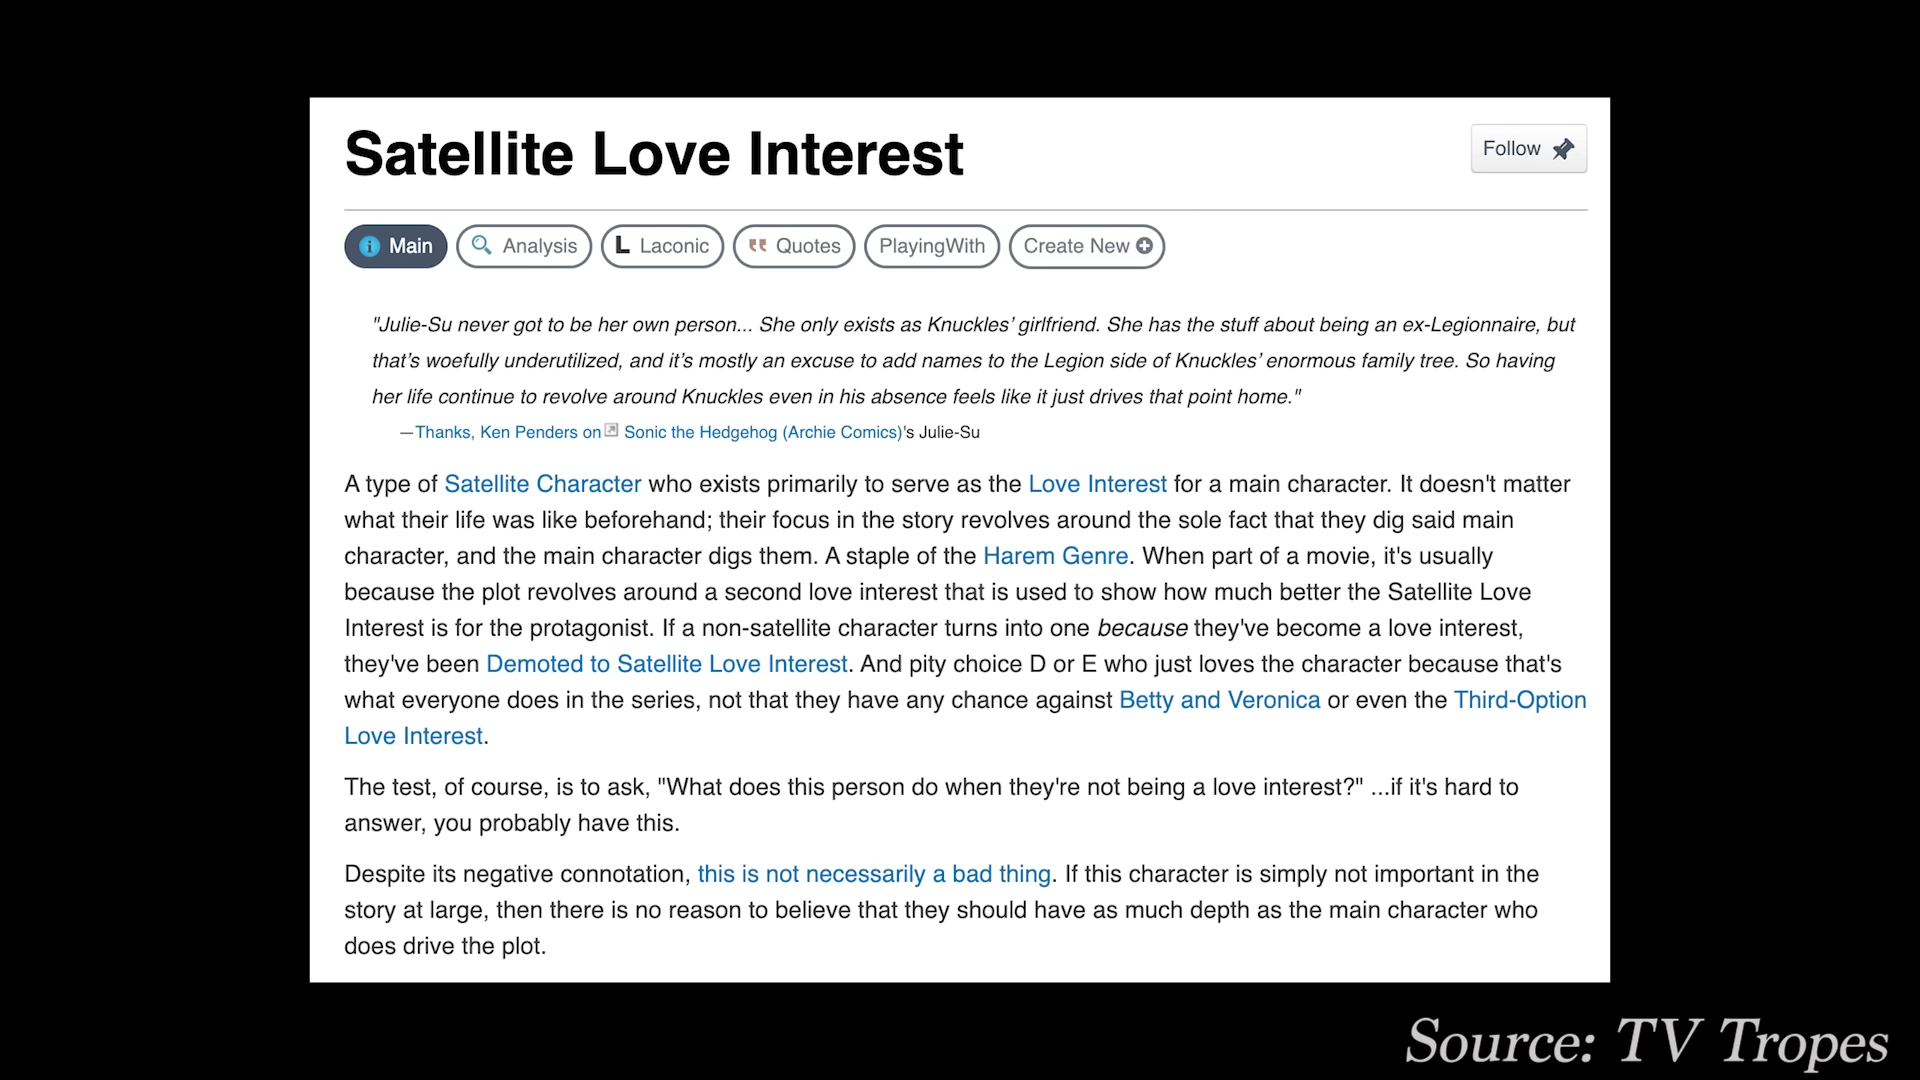 Satellite Love Interest
Follow
Main
Analysis
Laconic
Quotes
PlayingWith
Create New
"Julie-Su never got to be her own person... She only exists as Knuckles’ girlfriend. She has the stuff about being an ex-Legionnaire, but
that’s woefully underutilized, and it’s mostly an excuse to add names to the Legion side of Knuckles’ enormous family tree. So having
her life continue to revolve around Knuckles even in his absence feels like it just drives that point home."
—Thanks, Ken Penders on Sonic the Hedgehog (Archie Comics)'s Julie-Su
A type of Satellite Character who exists primarily to serve as the Love Interest for a main character. It doesn't matter
what their life was like beforehand; their focus in the story revolves around the sole fact that they dig said main
character, and the main character digs them. A staple of the Harem Genre. When part of a movie, it's usually
because the plot revolves around a second love interest that is used to show how much better the Satellite Love
Interest is for the protagonist. If a non-satellite character turns into one because they've become a love interest,
they've been Demoted to Satellite Love Interest. And pity choice D or E who just loves the character because that's
what everyone does in the series, not that they have any chance against Betty and Veronica or even the Third-Option
Love Interest.
The test, of course, is to ask, "What does this person do when they're not being a love interest?" ...if it's hard to
answer, you probably have this.
Despite its negative connotation, this is not necessarily a bad thing. If this character is simply not important in the
story at large, then there is no reason to believe that they should have as much depth as the main character who
does drive the plot.
Source: TV Tropes